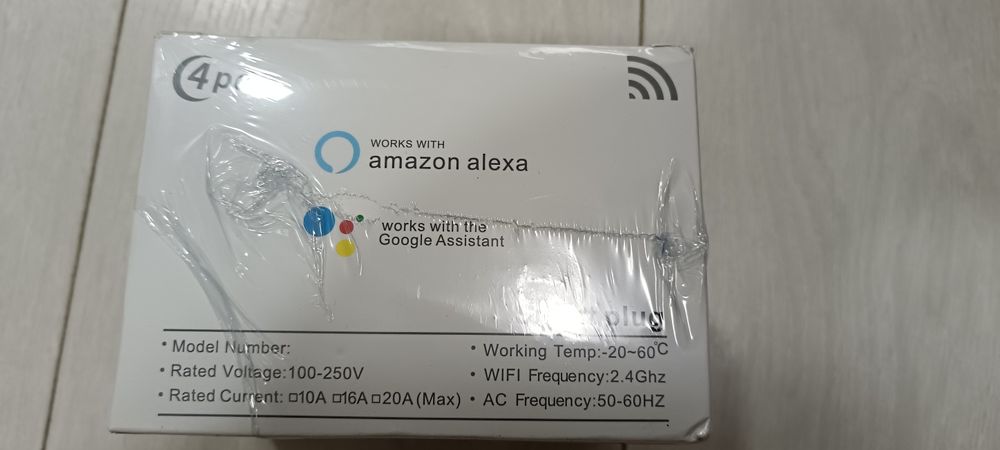 WORKS WITH
amazon alexa
works with the
Google Assistant
plug
• Model Number:
• Rated Voltage:100-250V
• Rated Current: □10A □16A □20A(Max)
• Working Temp:-20~60℃
• WIFI Frequency:2.4Ghz
• AC Frequency:50-60HZ